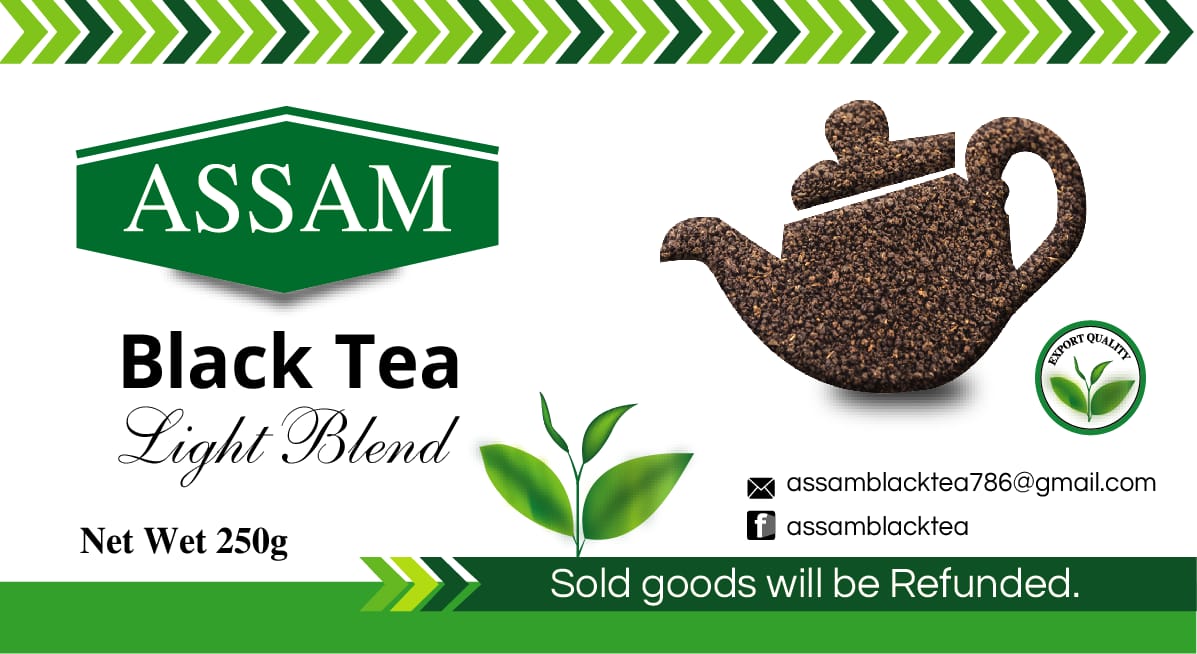 ASSAM
Black Tea
Light Blend
Net Wet 250g
EXPORT QUALITY
assamblacktea786@gmail.com
f assamblacktea
Sold goods will be Refunded.